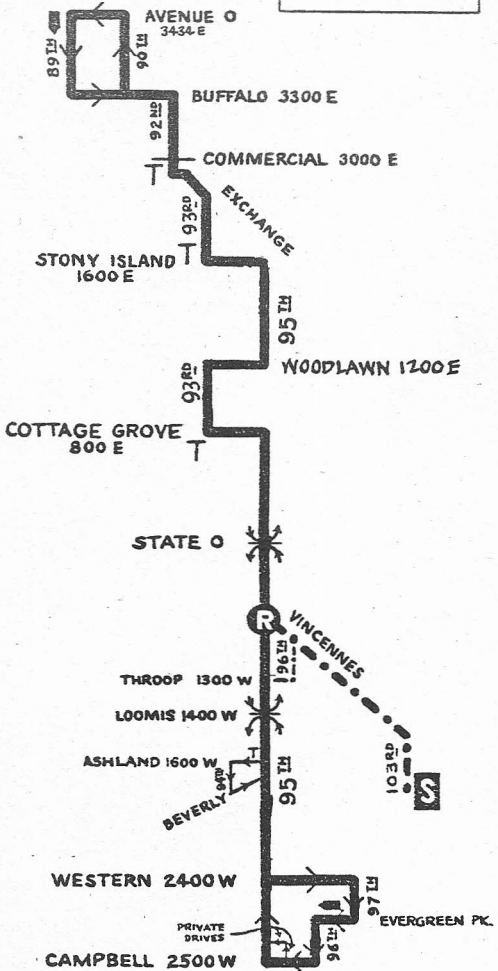 AVENUE O
3434 E
89TH
90TH
BUFFALO 3300 E
92ND
COMMERCIAL 3000 E
T
93RD
EXCHANGE
T
STONY ISLAND
1600 E
95TH
WOODLAWN 1200 E
93RD
COTTAGE GROVE
800 E
T
STATE O
R
VINCENNES
96TH
THROOP 1300 W
LOOMIS 1400 W
T
ASHLAND 1600 W
95TH
103RD
S
BEVERLY
WESTERN 2400 W
97TH
EVERGREEN PK.
PRIVATE
DRIVES
96TH
CAMPBELL 2500 W